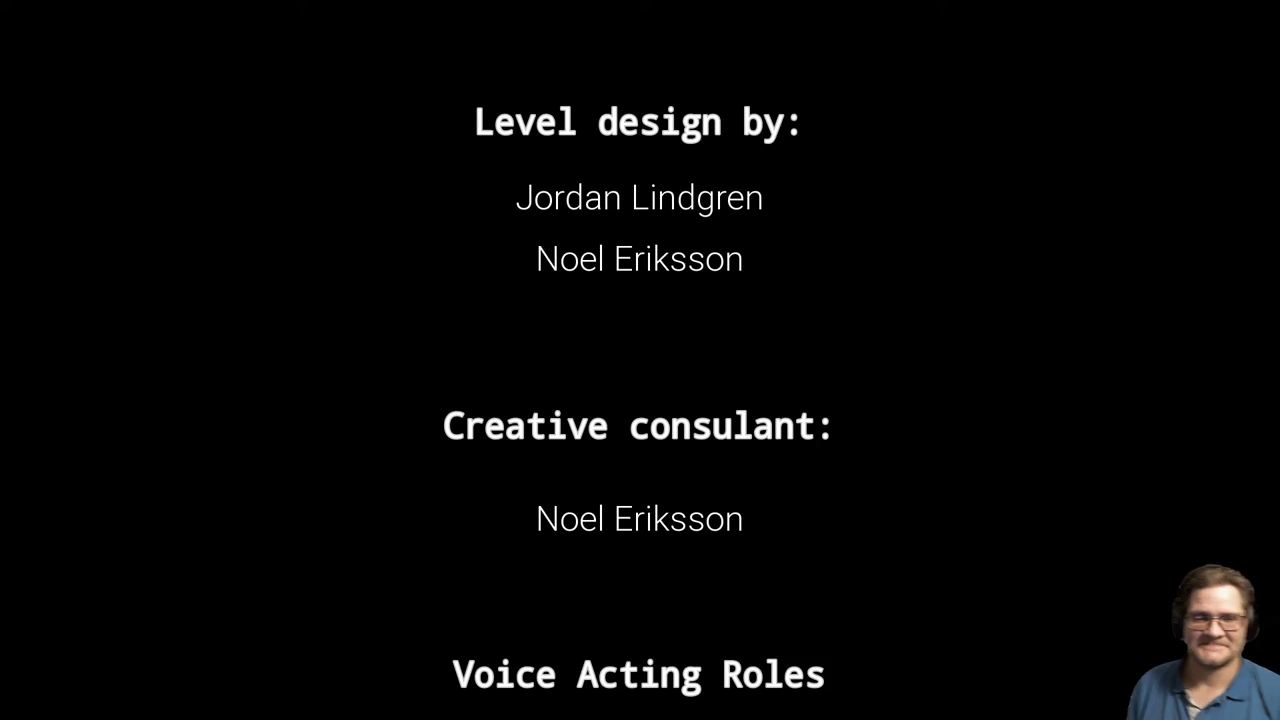 Level design by:
Jordan Lindgren
Noel Eriksson
Creative consulant:
Noel Eriksson
Voice Acting Roles